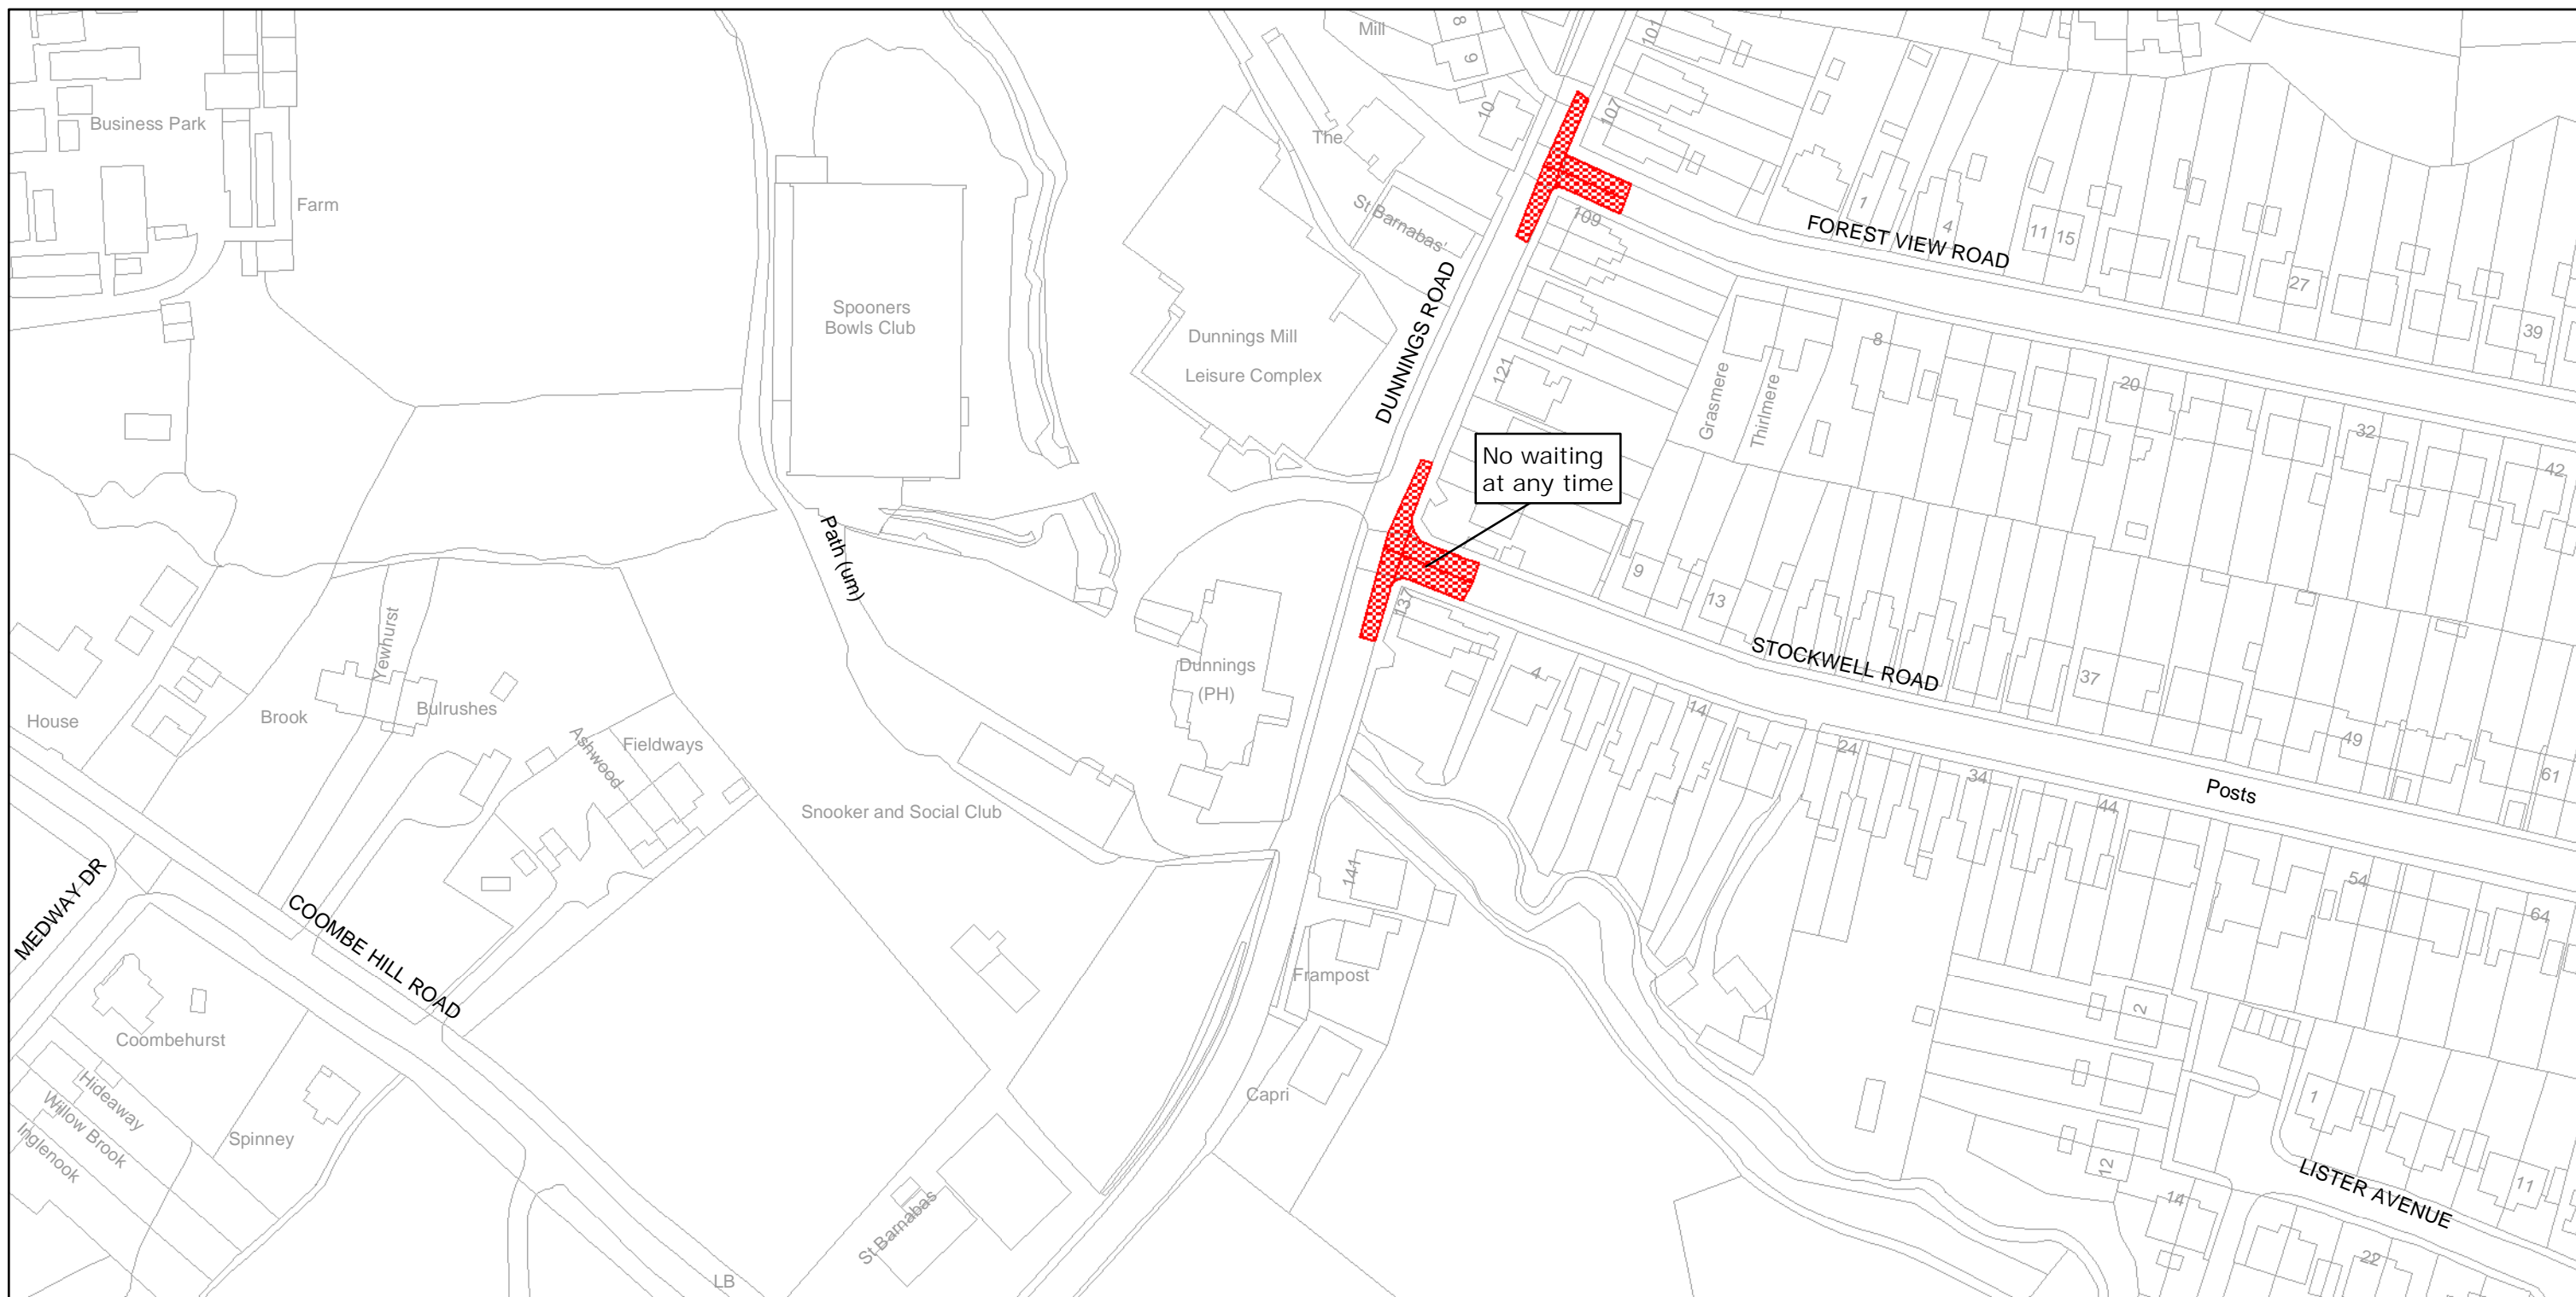 Mill
8
9
101
Business Park
The
10
107
Farm
St Barnabas'
109
1
4
11
15
FOREST VIEW ROAD
27
39
Spooners
Bowls Club
Dunnings Mill
Leisure Complex
DUNNINGS ROAD
121
8
20
32
42
Grasmere
Thirlmere
No waiting
at any time
Path (um)
9
13
137
Yewhurst
Dunnings
(PH)
4
STOCKWELL ROAD
37
49
61
House
Brook
Bulrushes
Ashwood
Fieldways
14
24
34
44
Posts
Snooker and Social Club
MEDWAY DR
COOMBE HILL ROAD
141
54
64
Frampost
2
Coombehurst
Hideaway
Willow Brook
Inglenook
Spinney
Capri
1
12
11
LISTER AVENUE
14
St Barnabas
LB
22